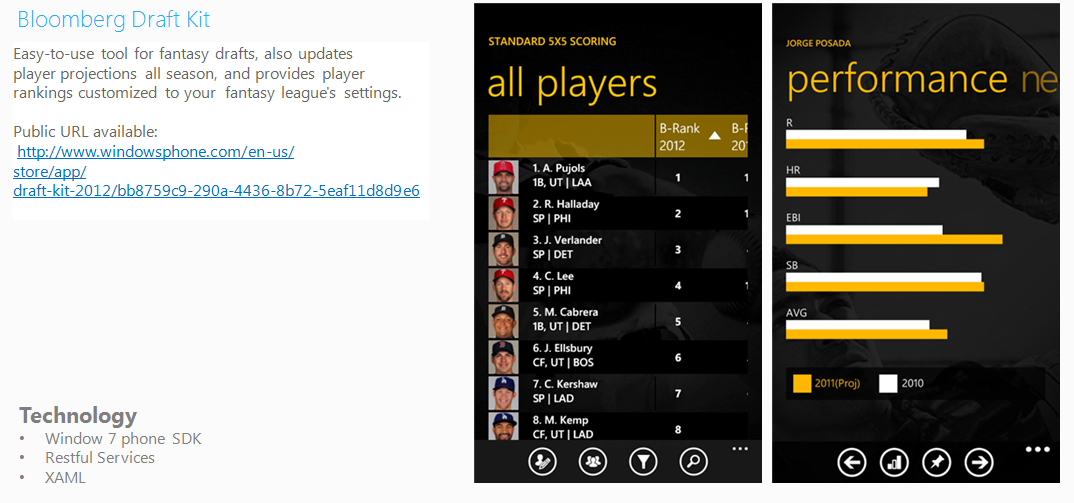 Bloomberg Draft Kit
Easy-to-use tool for fantasy drafts, also updates
player projections all season, and provides player
rankings customized to your fantasy league's settings.
Public URL available:
http://www.windowsphone.com/en-us/
store/app/
draft-kit-2012/bb8759c9-290a-4436-8b72-5eaf11d8d9e6
Technology
• Window 7 phone SDK
• Restful Services
• XAML
STANDARD 5X5 SCORING
all players
B-Rank
2012
1. A. Pujols
1B, UT | LAA
1
2. R. Halladay
SP | PHI
2
3. J. Verlander
SP | DET
3
4. C. Lee
SP | PHI
4
5. M. Cabrera
1B, UT | DET
5
6. J. Ellsbury
CF, UT | BOS
6
7. C. Kershaw
SP | LAD
7
8. M. Kemp
CF, UT | LAD
8
JORGE POSADA
performance ne
R
HR
EBI
SB
AVG
2011(Proj) 2010